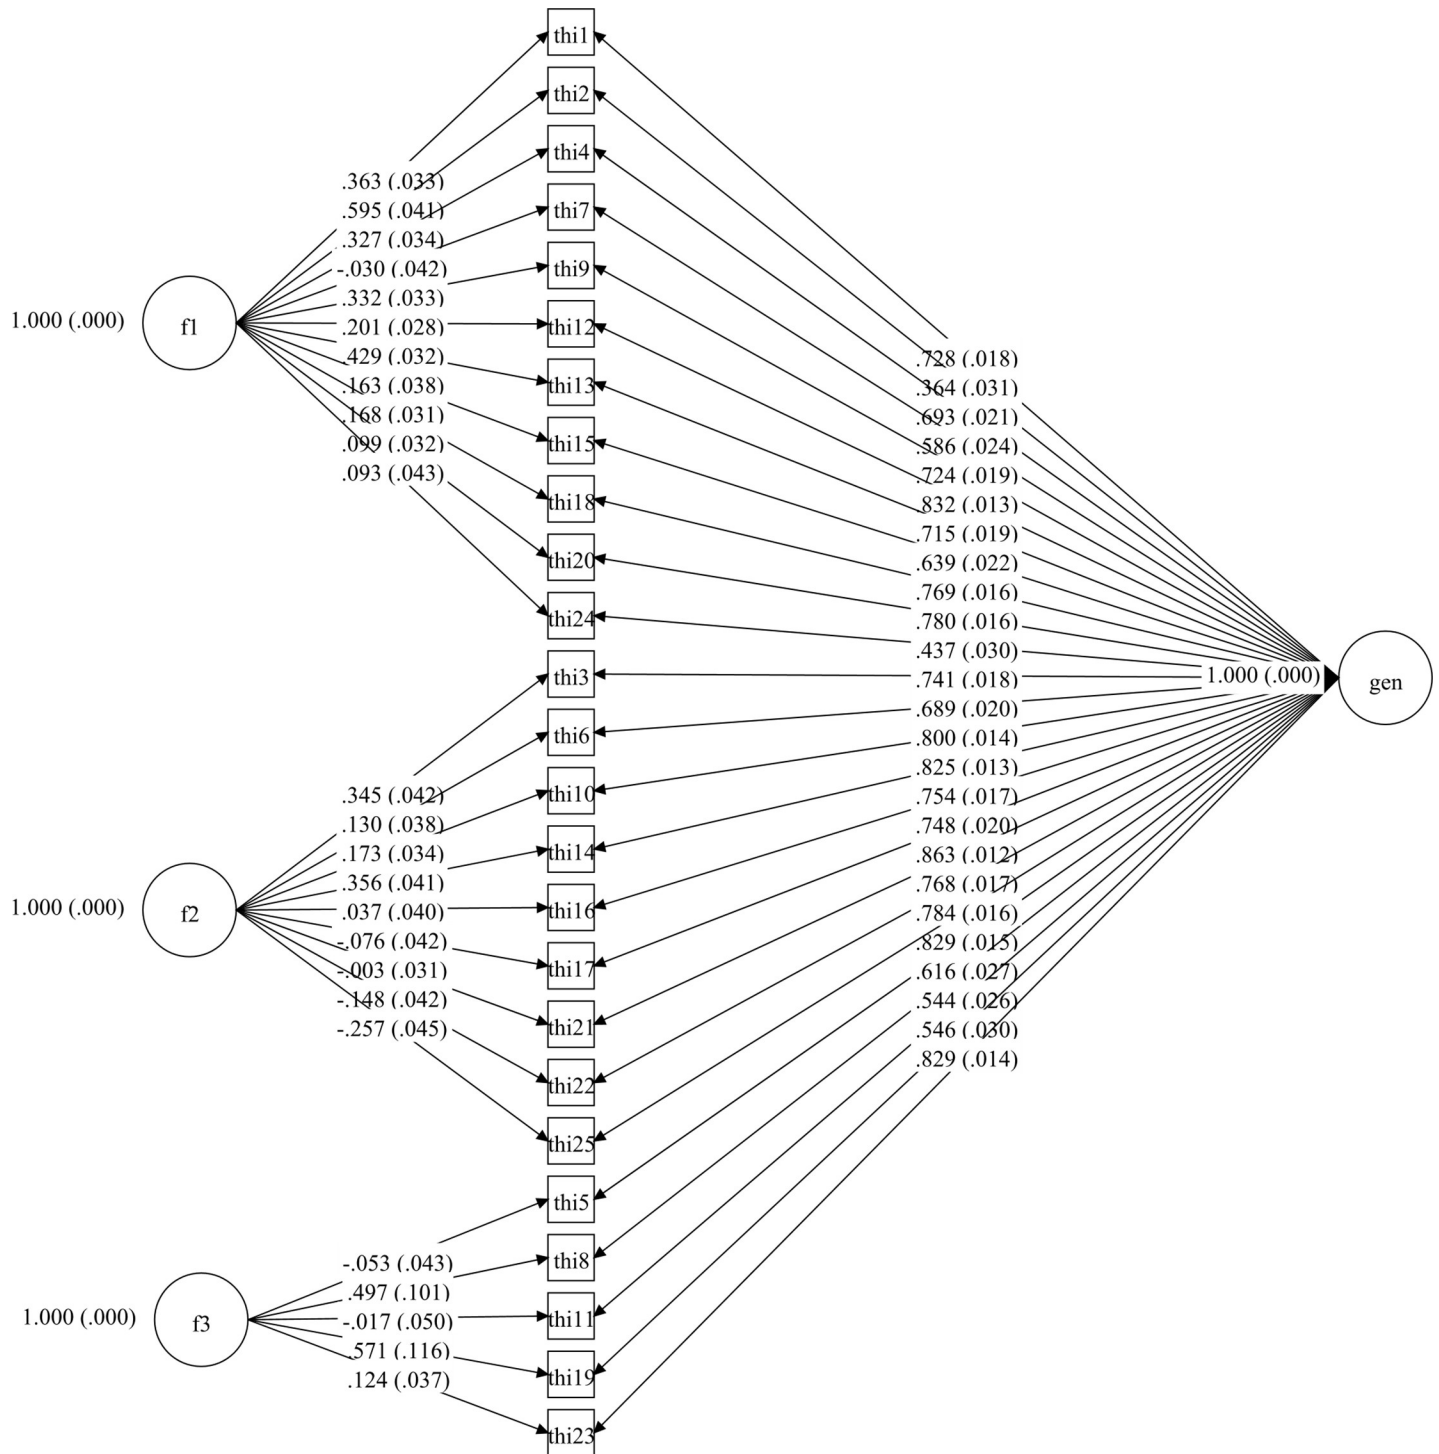 thi1
thi2
thi4
thi7
thi9
thi12
thi13
thi15
thi18
thi20
thi24
thi3
thi6
thi10
thi14
thi16
thi17
thi21
thi22
thi25
thi5
thi8
thi11
thi19
thi23
1.000 (.000)
f1
.363 (.033)
.595 (.041)
.327 (.034)
-.030 (.042)
.332 (.033)
.201 (.028)
.429 (.032)
.163 (.038)
.168 (.031)
.099 (.032)
.093 (.043)
1.000 (.000)
f2
.345 (.042)
.130 (.038)
.173 (.034)
.356 (.041)
.037 (.040)
-.076 (.042)
-.003 (.031)
-.148 (.042)
-.257 (.045)
1.000 (.000)
f3
-.053 (.043)
.497 (.101)
-.017 (.050)
.571 (.116)
.124 (.037)
.728 (.018)
.364 (.031)
.693 (.021)
.586 (.024)
.724 (.019)
.832 (.013)
.715 (.019)
.639 (.022)
.769 (.016)
.780 (.016)
.437 (.030)
.741 (.018)
.689 (.020)
.800 (.014)
.825 (.013)
.754 (.017)
.748 (.020)
.863 (.012)
.768 (.017)
.784 (.016)
.829 (.015)
.616 (.027)
.544 (.026)
.546 (.030)
.829 (.014)
1.000 (.000)
gen